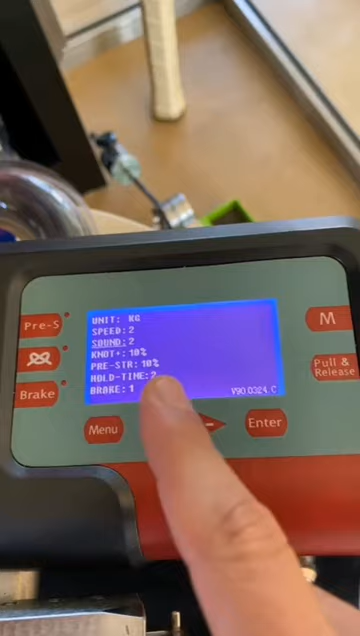 Pre-S
Brake
UNIT: KG
SPEED: 2
SOUND: 2
KNOT+: 10%
PRE-STR: 10%
HOLD-TIME: 2
BRAKE: 1
V90.0324.C
M
Pull & Release
Menu
-
Enter